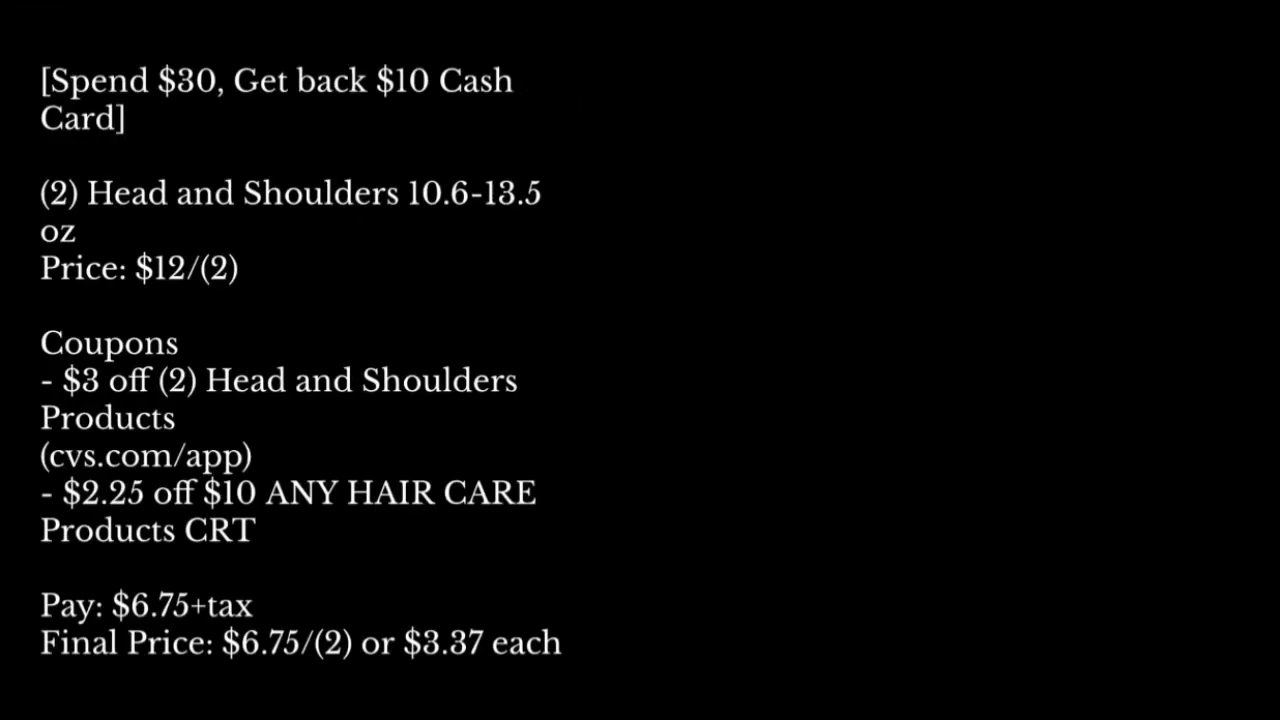 [Spend $30, Get back $10 Cash
Card]
(2) Head and Shoulders 10.6-13.5
oz
Price: $12/(2)
Coupons
- $3 off (2) Head and Shoulders
Products
(cvs.com/app)
- $2.25 off $10 ANY HAIR CARE
Products CRT
Pay: $6.75+tax
Final Price: $6.75/(2) or $3.37 each